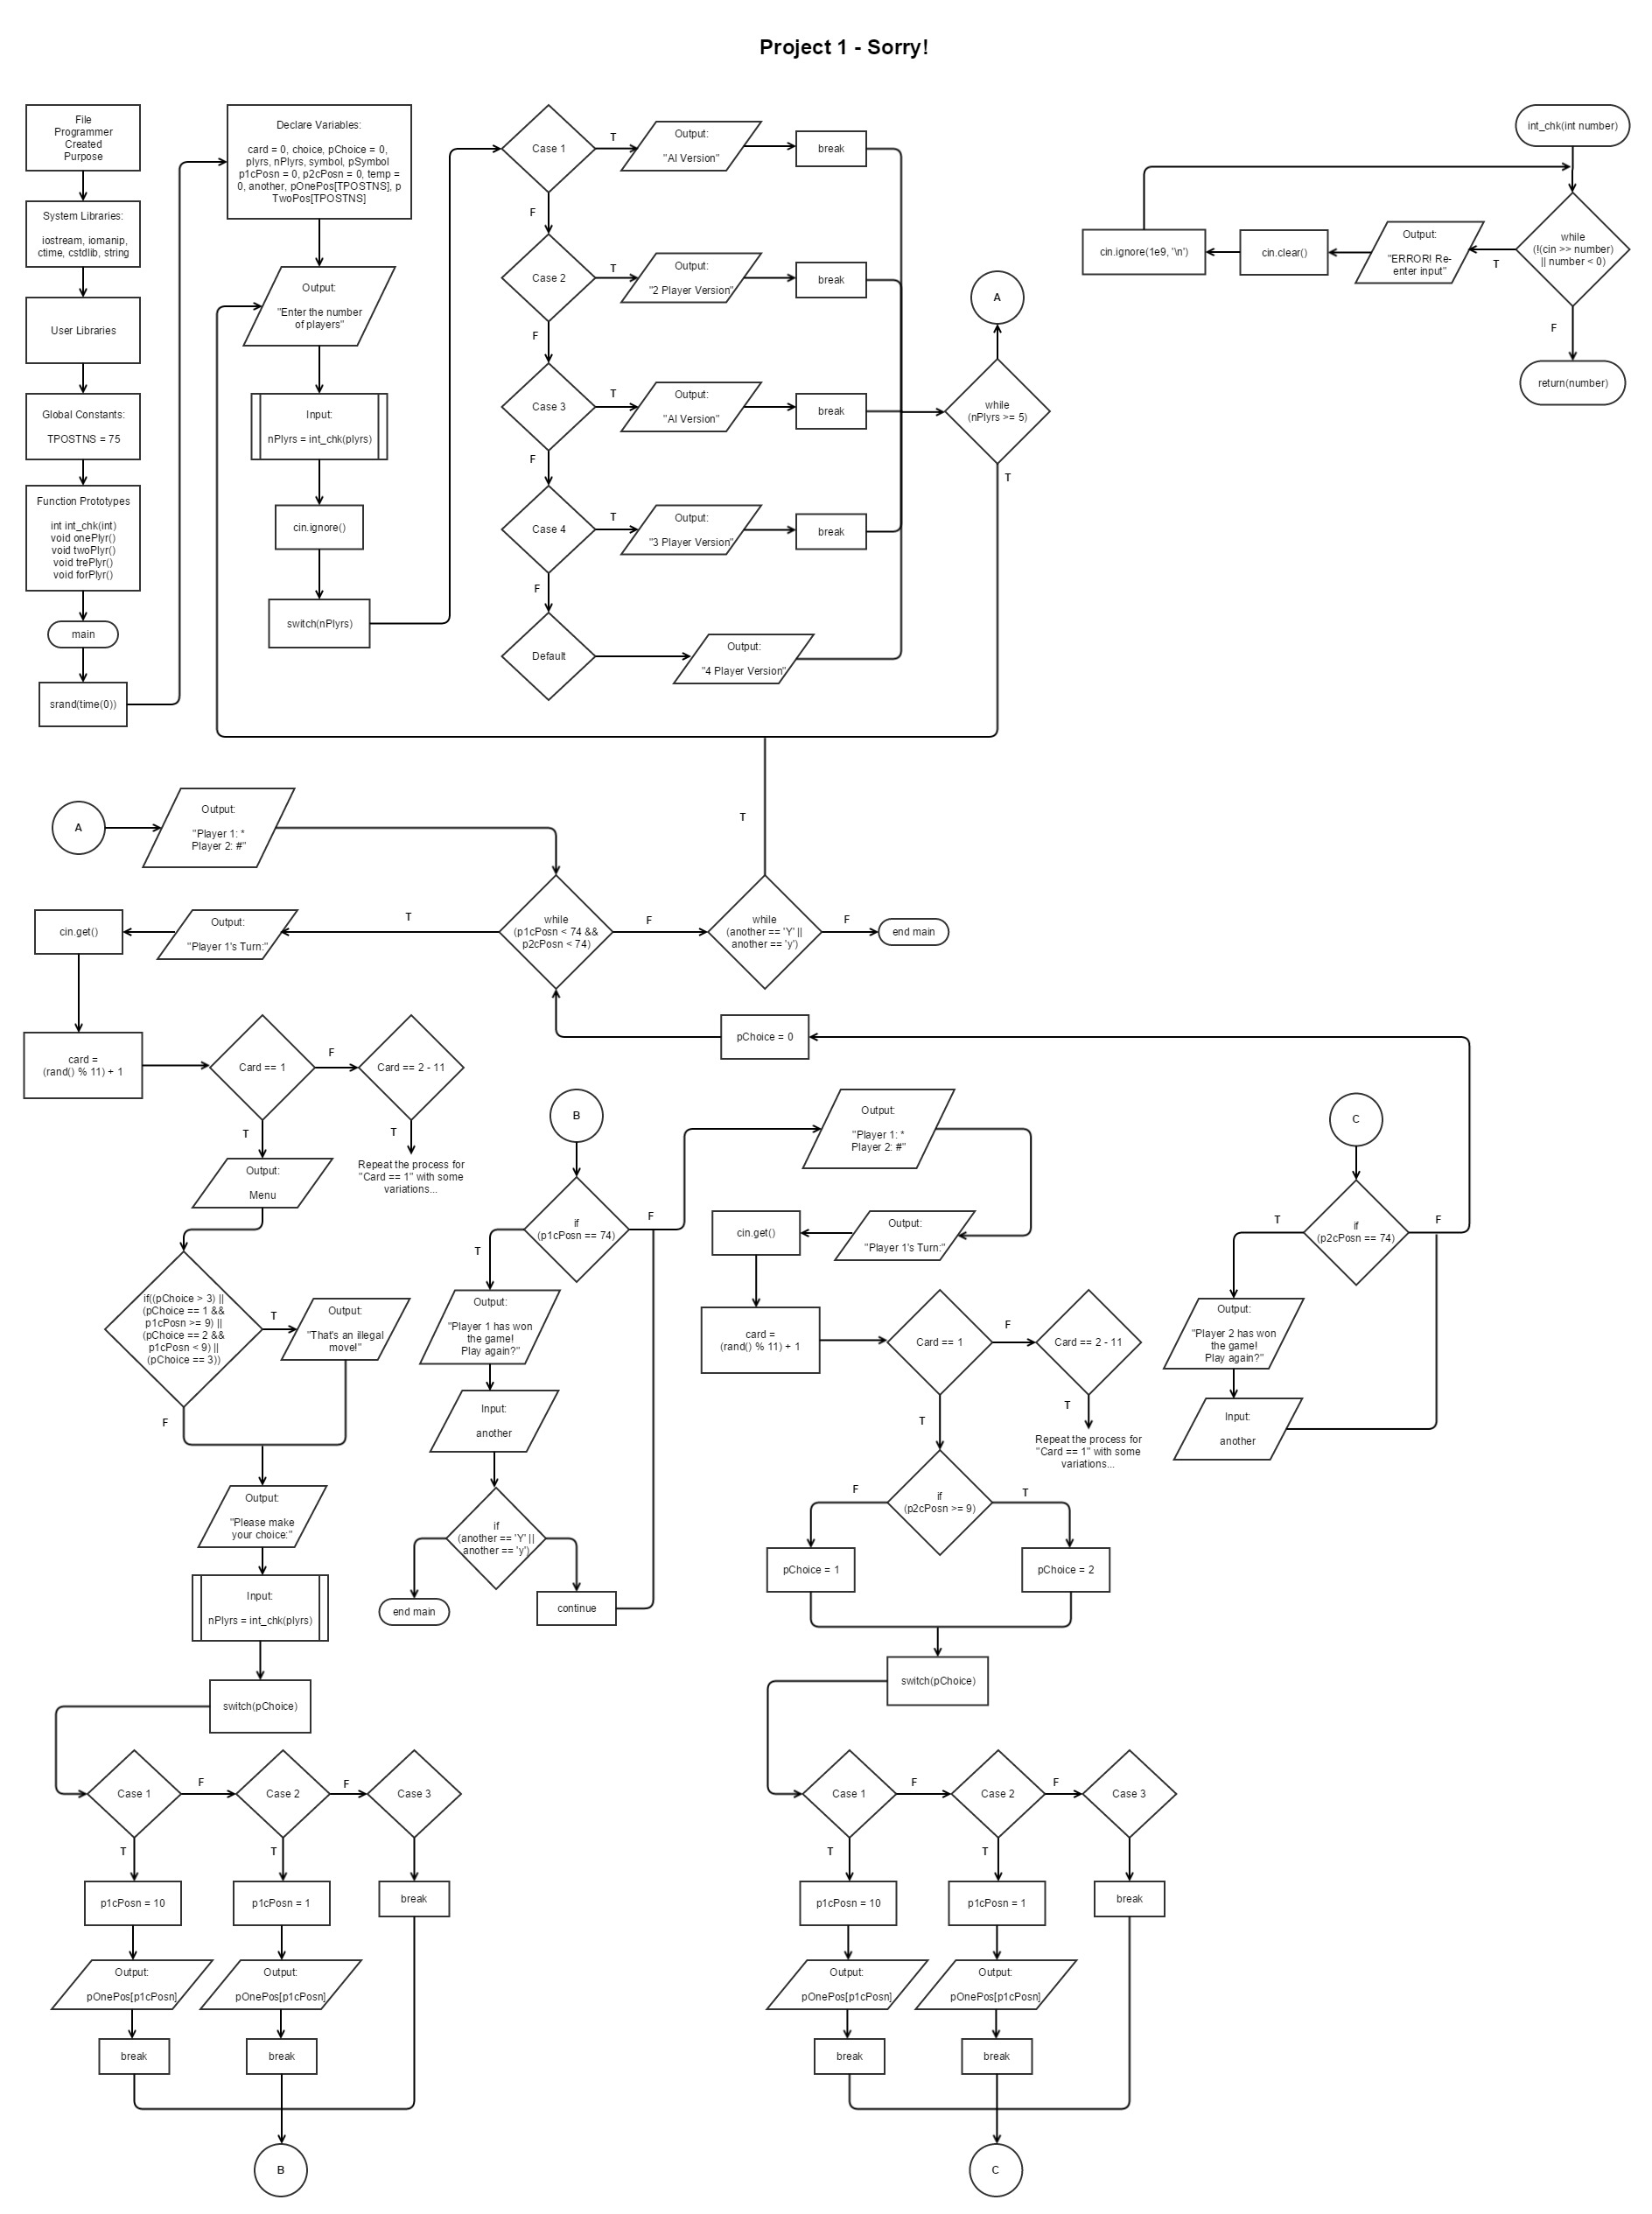 Project 1 - Sorry!
File
Programmer
Created
Purpose
System Libraries:
iostream, iomanip,
ctime, cstdlib, string
User Libraries
Global Constants:
TPOSTNS = 75
Function Prototypes
int int_chk(int)
void onePlyr()
void twoPlyr()
void trePlyr()
void forPlyr()
main
srand(time(0))
Declare Variables:
card = 0, choice, pChoice = 0,
plyrs, nPlyrs, symbol, pSymbol
p1cPosn = 0, p2cPosn = 0, temp =
0, another, pOnePos[TPOSTNS], p
TwoPos[TPOSTNS]
Output:
"Enter the number
of players"
Input:
nPlyrs = int_chk(plyrs)
cin.ignore()
switch(nPlyrs)
Case 1
T
Output:
"AI Version"
break
F
Case 2
T
Output:
"2 Player Version"
break
F
Case 3
T
Output:
"AI Version"
break
F
Case 4
T
Output:
"3 Player Version"
break
F
Default
Output:
"4 Player Version"
A
while
(nPlyrs >= 5)
T
int_chk(int number)
while
(!(cin >> number)
|| number < 0)
T
Output:
"ERROR! Re-
enter input"
cin.clear()
cin.ignore(1e9, '\n')
F
return(number)
A
Output:
"Player 1: *
Player 2: #"
while
(p1cPosn < 74 &&
p2cPosn < 74)
F
while
(another == 'Y' ||
another == 'y')
T
F
end main
T
Output:
"Player 1's Turn:"
cin.get()
pChoice = 0
card =
(rand() % 11) + 1
Card == 1
F
Card == 2 - 11
T
Repeat the process for
"Card == 1" with some
variations...
T
Output:
Menu
if((pChoice > 3) ||
(pChoice == 1 &&
p1cPosn >= 9) ||
(pChoice == 2 &&
p1cPosn < 9) ||
(pChoice == 3))
T
Output:
"That's an illegal
move!"
F
Output:
"Please make
your choice:"
Input:
nPlyrs = int_chk(plyrs)
switch(pChoice)
Case 1
F
Case 2
F
Case 3
T
T
p1cPosn = 10
p1cPosn = 1
break
Output:
pOnePos[p1cPosn]
Output:
pOnePos[p1cPosn]
break
break
B
B
if
(p1cPosn == 74)
F
T
Output:
"Player 1 has won
the game!
Play again?"
Input:
another
if
(another == 'Y' ||
another == 'y')
end main
continue
Output:
"Player 1: *
Player 2: #"
Output:
"Player 1's Turn:"
cin.get()
card =
(rand() % 11) + 1
Card == 1
F
Card == 2 - 11
T
Repeat the process for
"Card == 1" with some
variations...
T
if
(p2cPosn >= 9)
F
T
pChoice = 1
pChoice = 2
switch(pChoice)
Case 1
F
Case 2
F
Case 3
T
T
p1cPosn = 10
p1cPosn = 1
break
Output:
pOnePos[p1cPosn]
Output:
pOnePos[p1cPosn]
break
break
C
C
if
(p2cPosn == 74)
T
F
Output:
"Player 2 has won
the game!
Play again?"
Input:
another